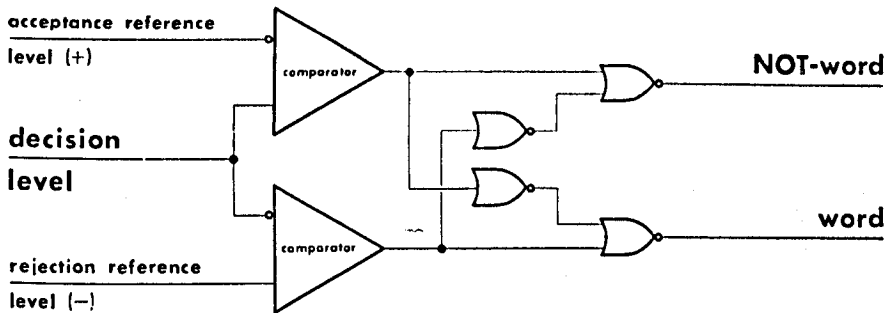 acceptance reference
level (+)
comparator
NOT-word
decision
level
comparator
word
rejection reference
level (—)